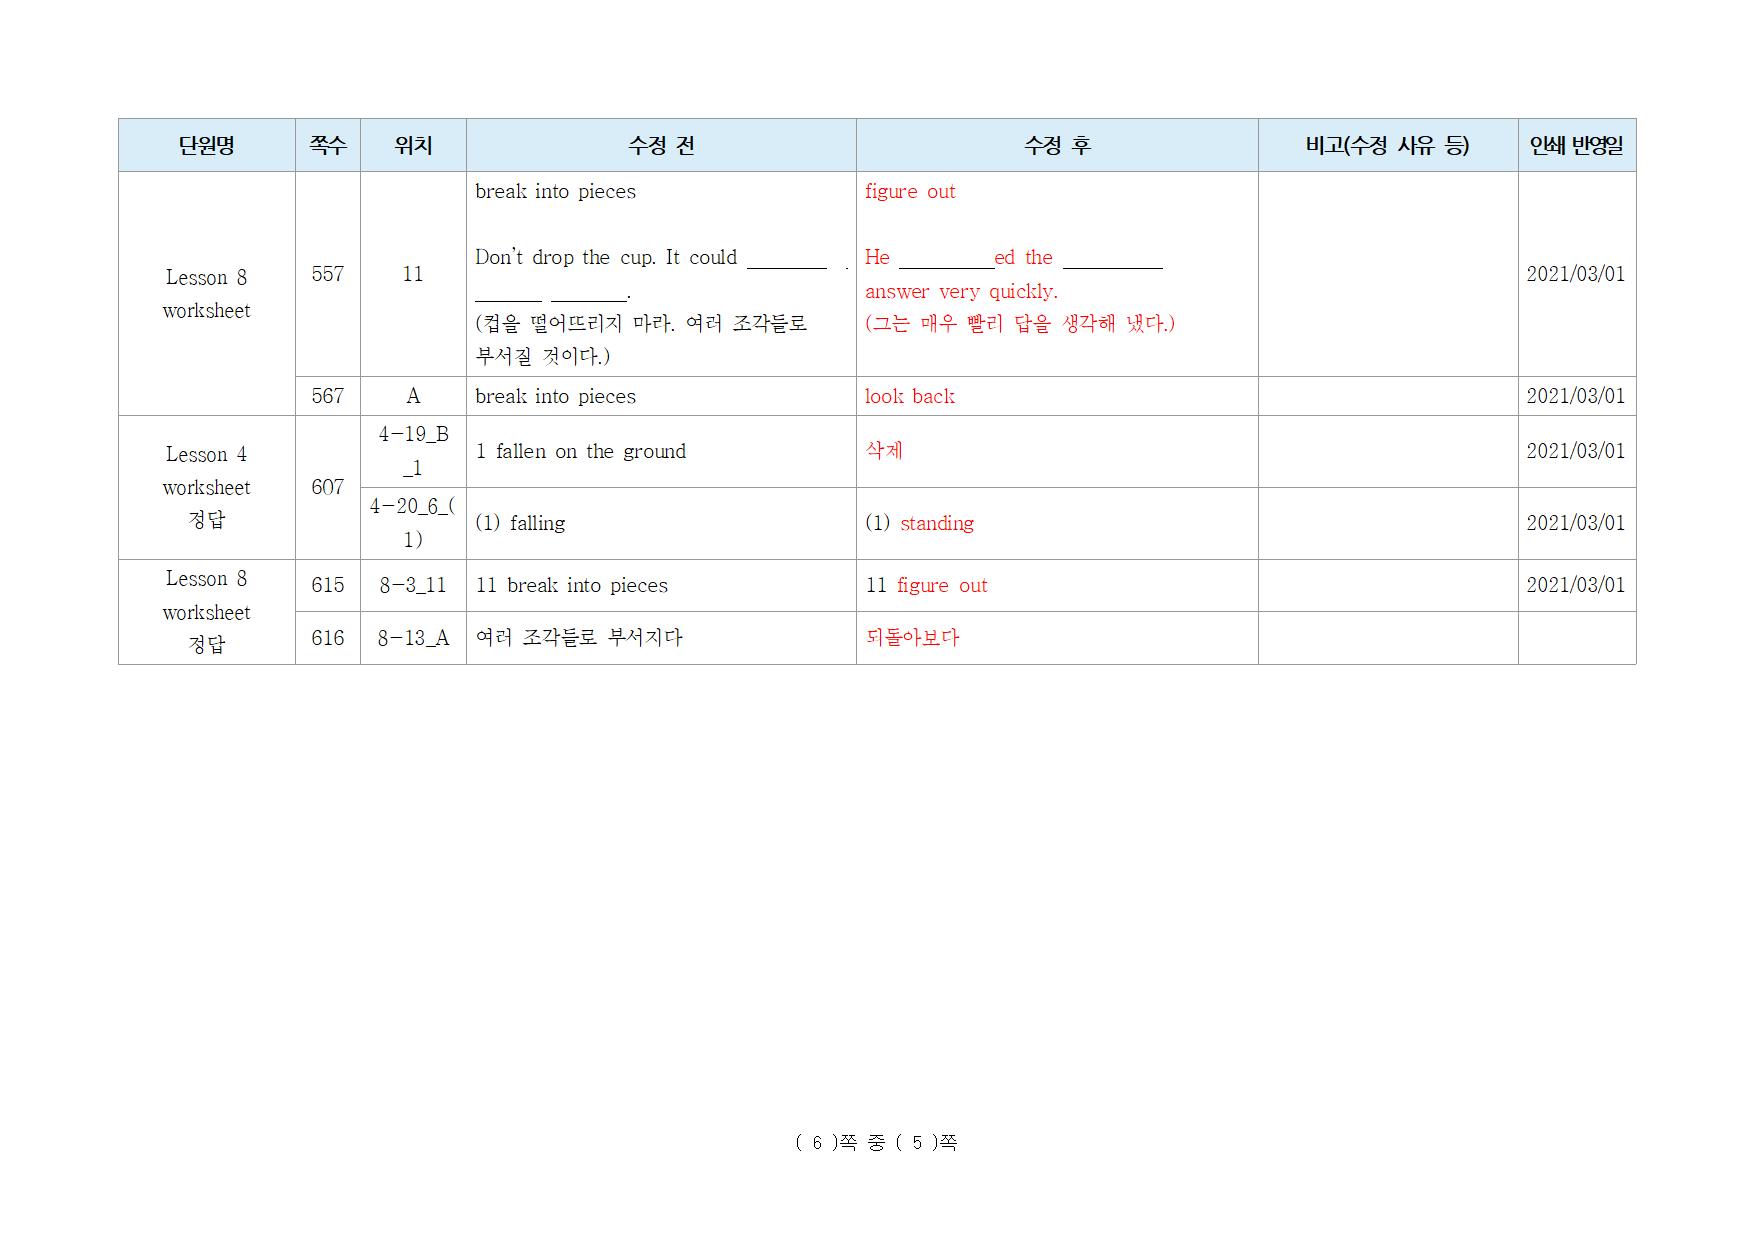 단원명 쪽수 위치 수정 전 수정 후 비고(수정 사유 등) 인쇄 반영일
Lesson 8
worksheet
557
11
break into pieces
Don't drop the cup. It could ________ .
_______ ________.
(컵을 떨어뜨리지 마라. 여러 조각들로
부서질 것이다.)
figure out
He __________ed the __________
answer very quickly.
(그는 매우 빨리 답을 생각해 냈다.)
2021/03/01
567 A break into pieces look back 2021/03/01
Lesson 4
worksheet
정답
607
4-19_B
_1
1 fallen on the ground 삭제 2021/03/01
4-20_6_(
1)
(1) falling (1) standing 2021/03/01
Lesson 8
worksheet
정답
615 8-3_11 11 break into pieces 11 figure out 2021/03/01
616 8-13_A 여러 조각들로 부서지다 되돌아보다
( 6 )쪽 중 ( 5 )쪽